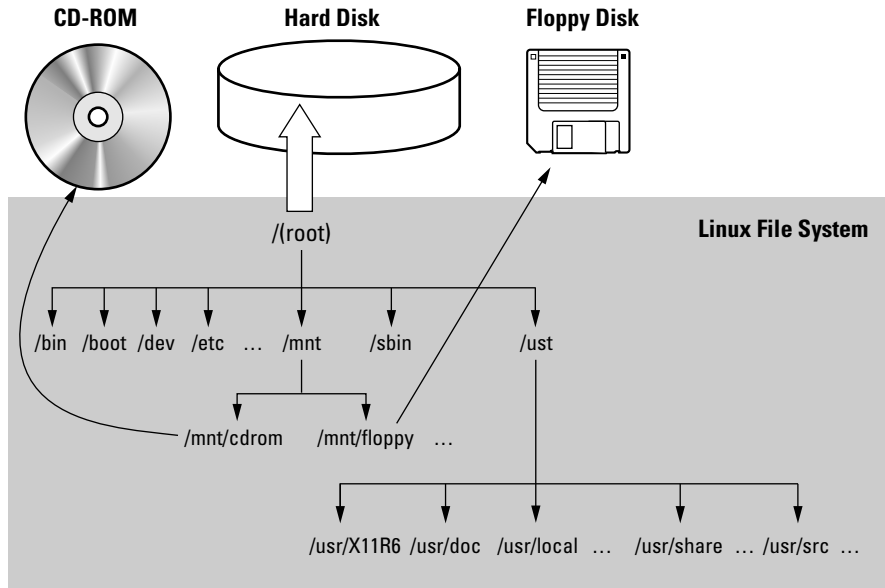 CD-ROM Hard Disk Floppy Disk
/(root)
Linux File System
/bin /boot /dev /etc ... /mnt /sbin /ust
/mnt/cdrom /mnt/floppy ...
/usr/X11R6 /usr/doc /usr/local ... /usr/share ... /usr/src ...